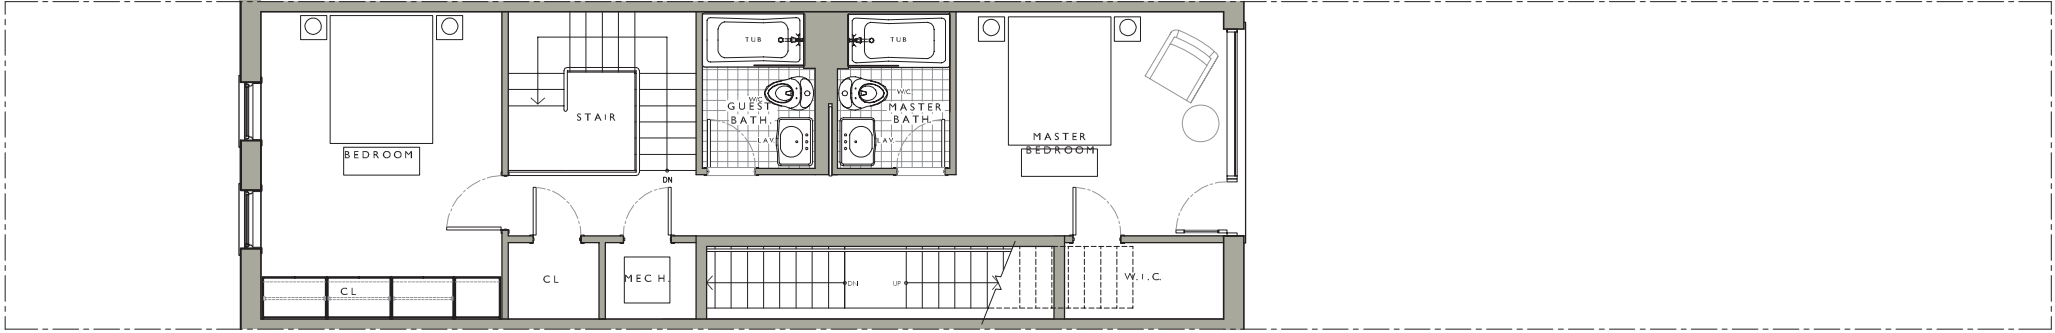 TUB
TUB
W/C
W/C
GUEST
BATH.
MASTER
BATH.
STAIR
LAV.
LAV.
MASTER
BEDROOM
BEDROOM
DN
CL
MECH.
CL
DN
UP
W.I.C.